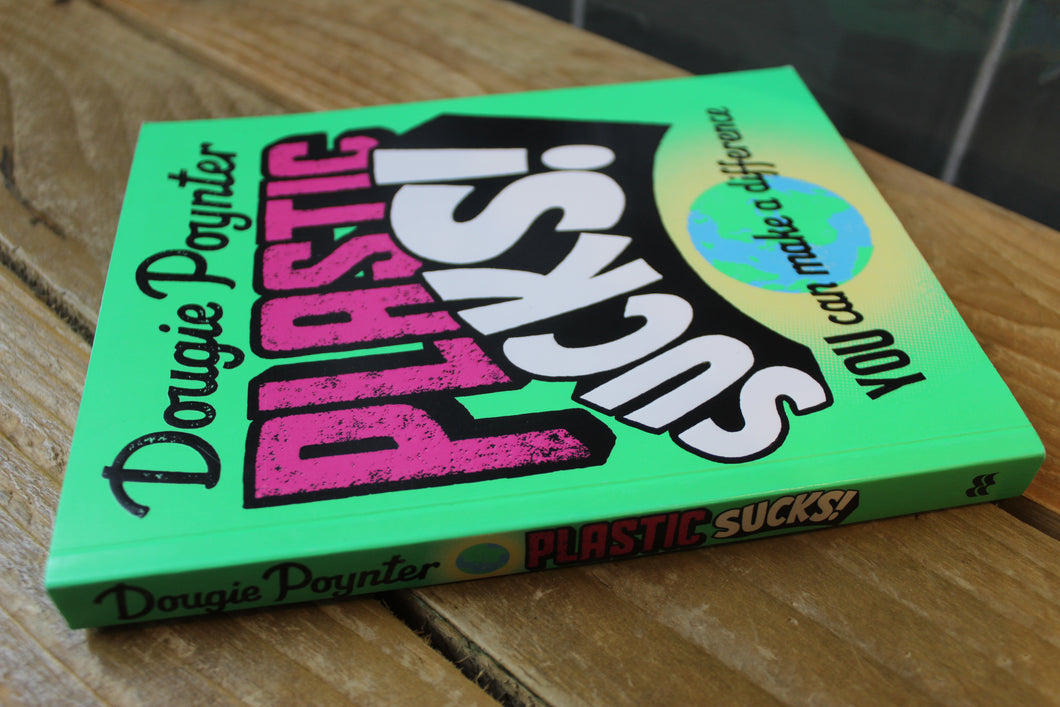 Dougie Poynter
PLASTIC
SUCKS!
YOU can make a difference
Dougie Poynter PLASTIC SUCKS!